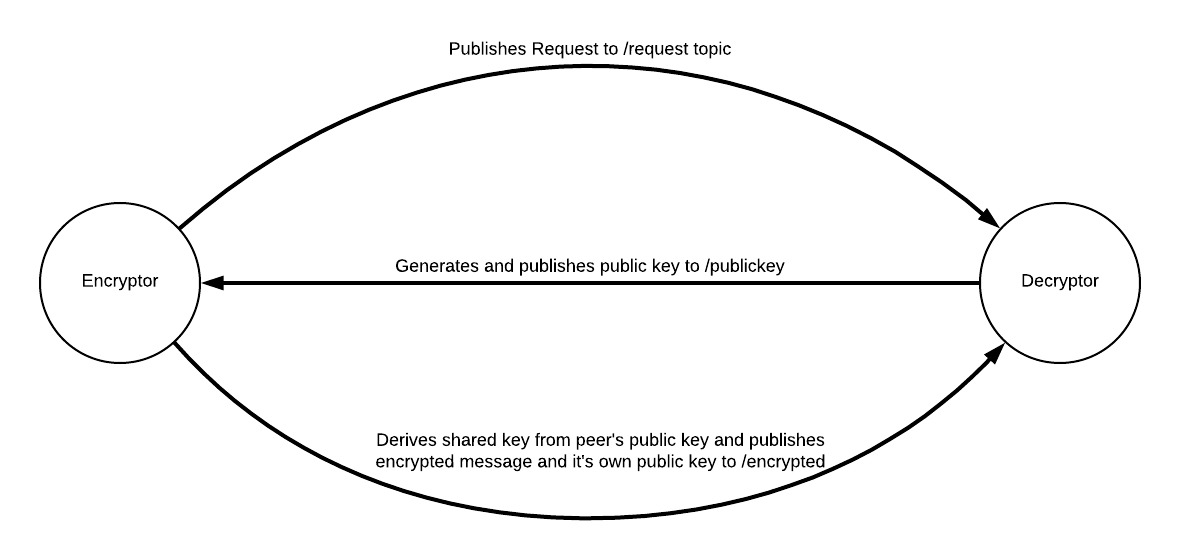 Publishes Request to /request topic
Generates and publishes public key to /publickey
Encryptor
Decryptor
Derives shared key from peer's public key and publishes
encrypted message and it's own public key to /encrypted